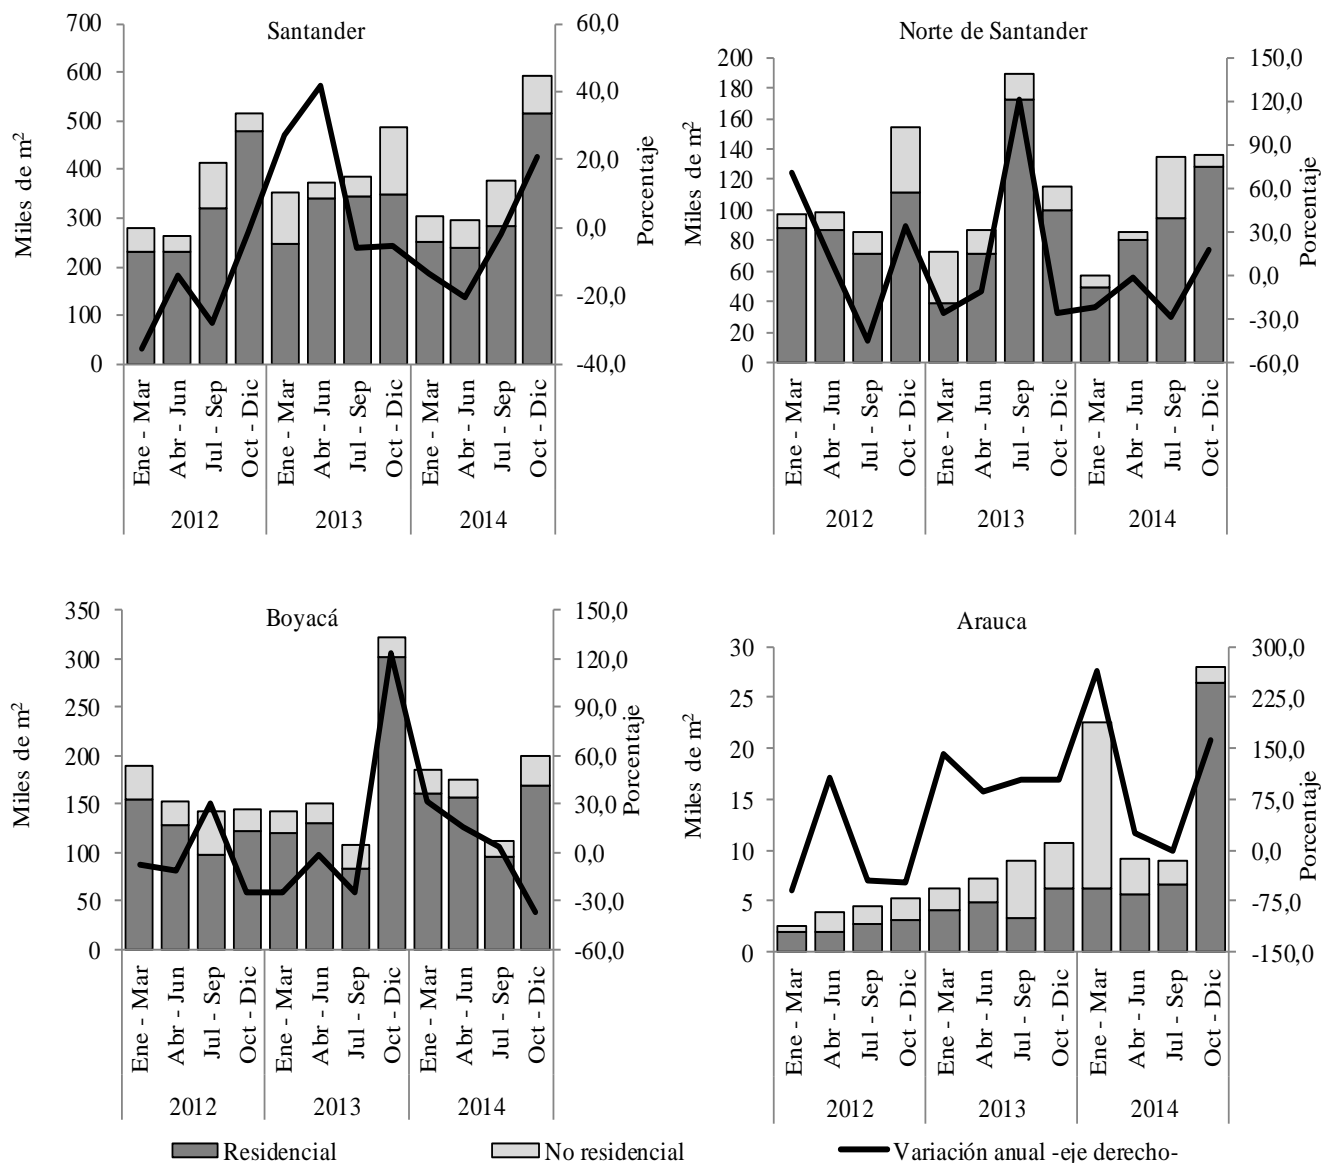 Santander
Miles de m²
Porcentaje
700
600
500
400
300
200
100
0
60,0
40,0
20,0
0,0
-20,0
-40,0
Ene - Mar
Abr - Jun
Jul - Sep
Oct - Dic
Ene - Mar
Abr - Jun
Jul - Sep
Oct - Dic
Ene - Mar
Abr - Jun
Jul - Sep
Oct - Dic
2012
2013
2014
Norte de Santander
Miles de m²
Porcentaje
200
180
160
140
120
100
80
60
40
20
0
150,0
120,0
90,0
60,0
30,0
0,0
-30,0
-60,0
Ene - Mar
Abr - Jun
Jul - Sep
Oct - Dic
Ene - Mar
Abr - Jun
Jul - Sep
Oct - Dic
Ene - Mar
Abr - Jun
Jul - Sep
Oct - Dic
2012
2013
2014
Boyacá
Miles de m²
Porcentaje
350
300
250
200
150
100
50
0
150,0
120,0
90,0
60,0
30,0
0,0
-30,0
-60,0
Ene - Mar
Abr - Jun
Jul - Sep
Oct - Dic
Ene - Mar
Abr - Jun
Jul - Sep
Oct - Dic
Ene - Mar
Abr - Jun
Jul - Sep
Oct - Dic
2012
2013
2014
Arauca
Miles de m²
Porcentaje
30
25
20
15
10
5
0
300,0
225,0
150,0
75,0
0,0
-75,0
-150,0
Ene - Mar
Abr - Jun
Jul - Sep
Oct - Dic
Ene - Mar
Abr - Jun
Jul - Sep
Oct - Dic
Ene - Mar
Abr - Jun
Jul - Sep
Oct - Dic
2012
2013
2014
Residencial
No residencial
Variación anual -eje derecho-